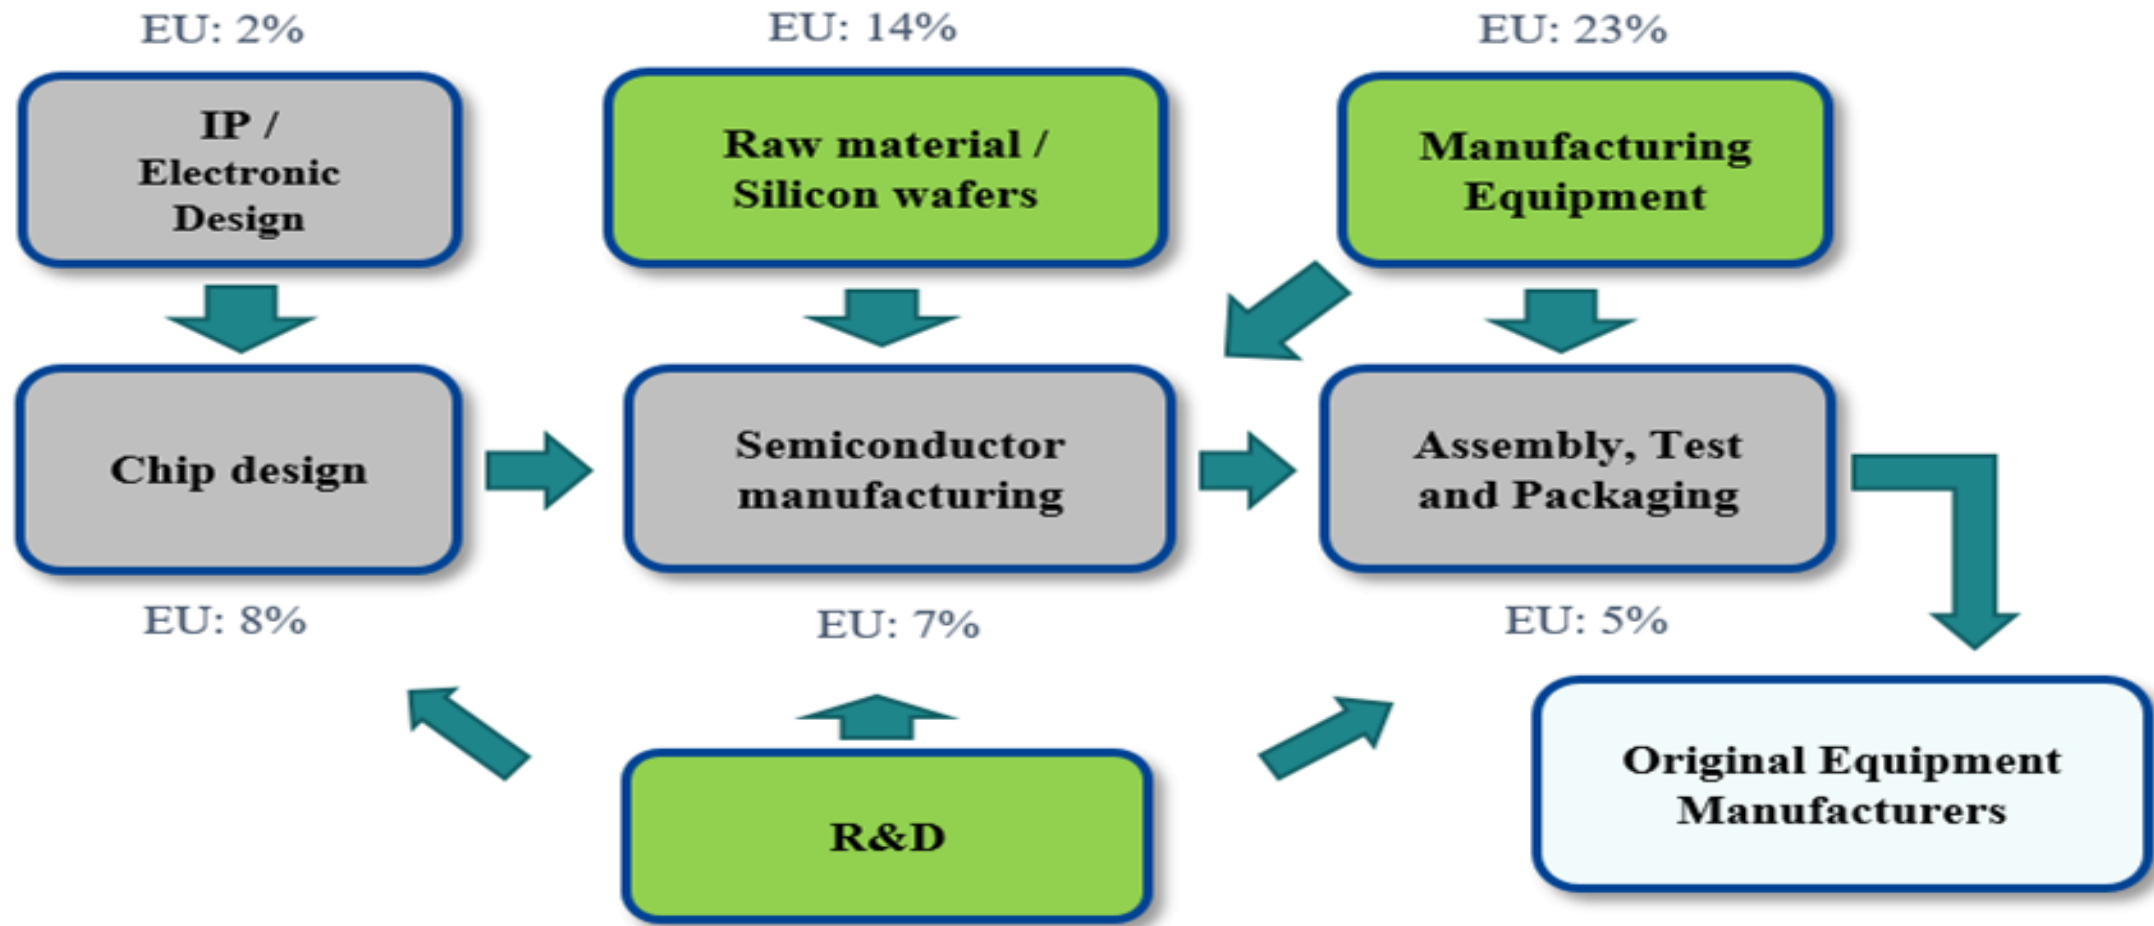 EU: 2%
EU: 14%
EU: 23%
IP /
Electronic
Design
Raw material /
Silicon wafers
Manufacturing
Equipment
Chip design
Semiconductor
manufacturing
Assembly, Test
and Packaging
EU: 8%
EU: 7%
EU: 5%
R&D
Original Equipment
Manufacturers